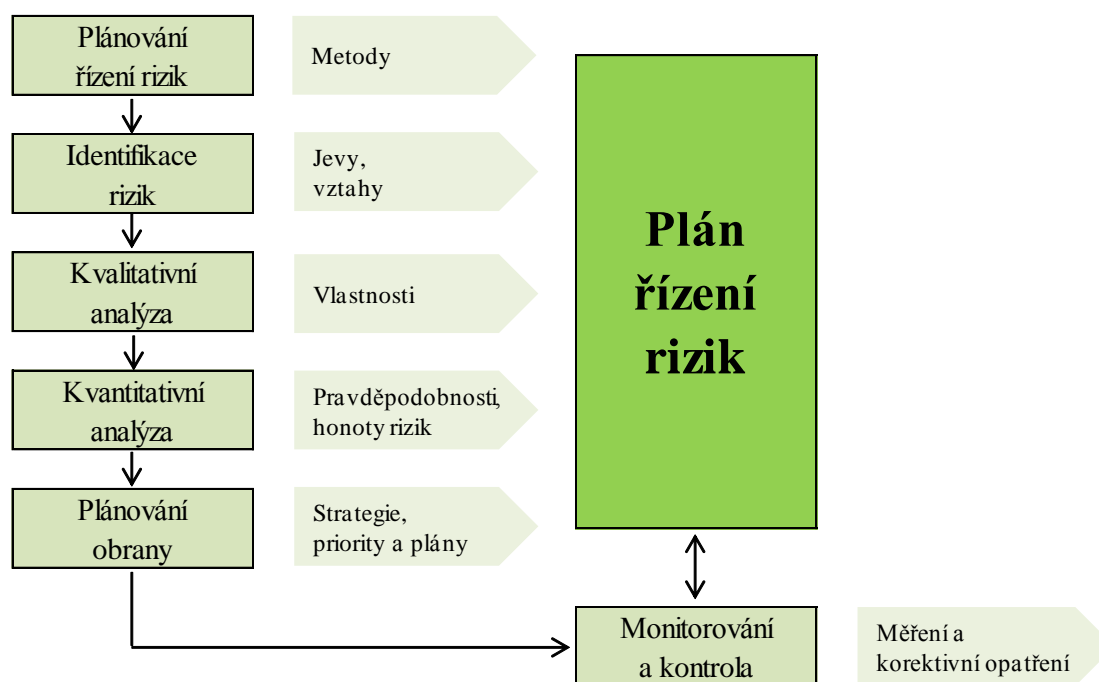 Plánování
řízení rizik
Metody
Identifikace
rizik
Jevy,
vztahy
Kvalitativní
analýza
Vlastnosti
Kvantitativní
analýza
Pravděpodobnosti,
honoty rizik
Plánování
obrany
Strategie,
priority a plány
Plán
řízení
rizik
Monitorování
a kontrola
Měření a
korektivní opatření